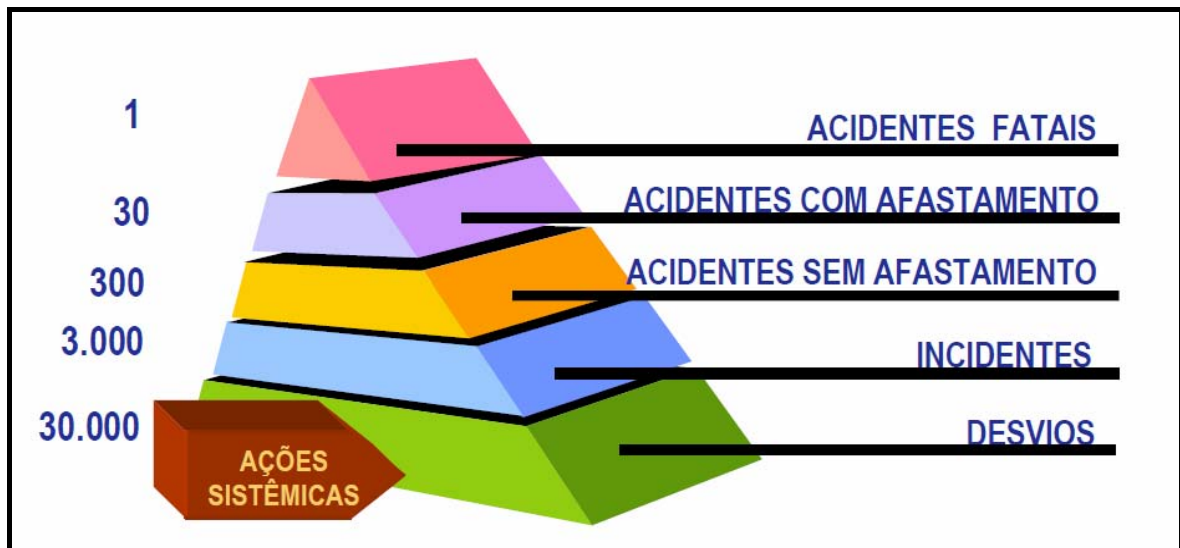 1
ACIDENTES FATAIS
30
ACIDENTES COM AFASTAMENTO
300
ACIDENTES SEM AFASTAMENTO
3.000
INCIDENTES
30.000
DESVIOS
AÇÕES
SISTÊMICAS